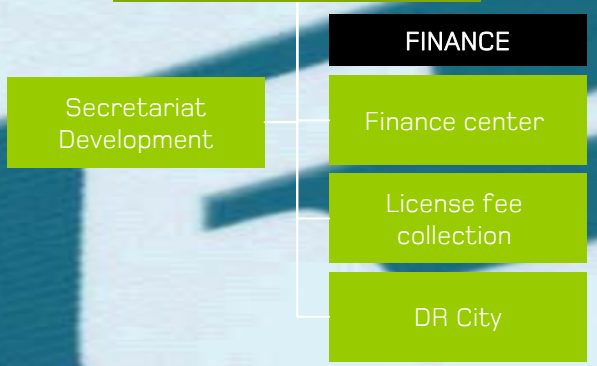 FINANCE
Secretariat
Development
Finance center
License fee
collection
DR City